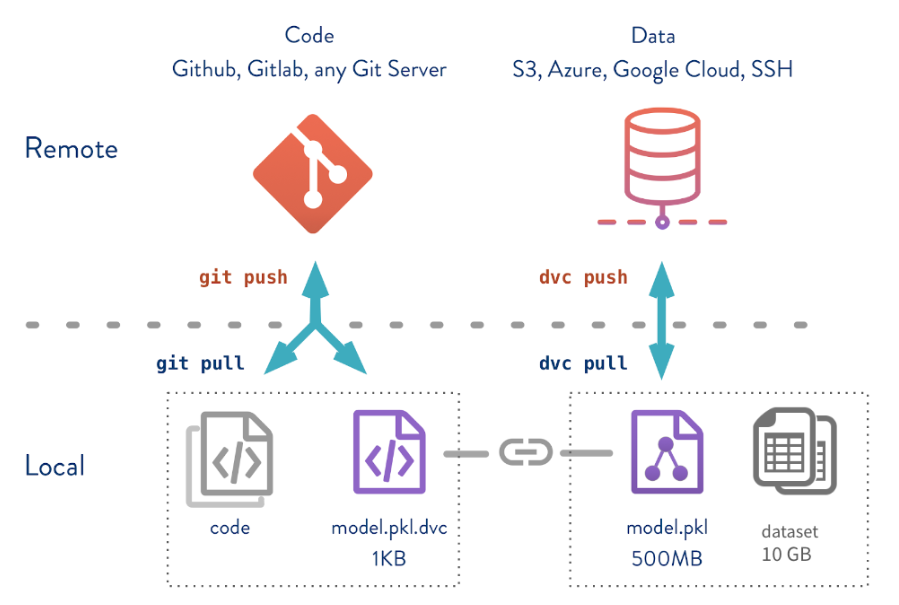 Code
Github, Gitlab, any Git Server
Data
S3, Azure, Google Cloud, SSH
Remote
git push
dvc push
git pull
dvc pull
Local
code
model.pkl.dvc
1KB
model.pkl
500MB
dataset
10 GB